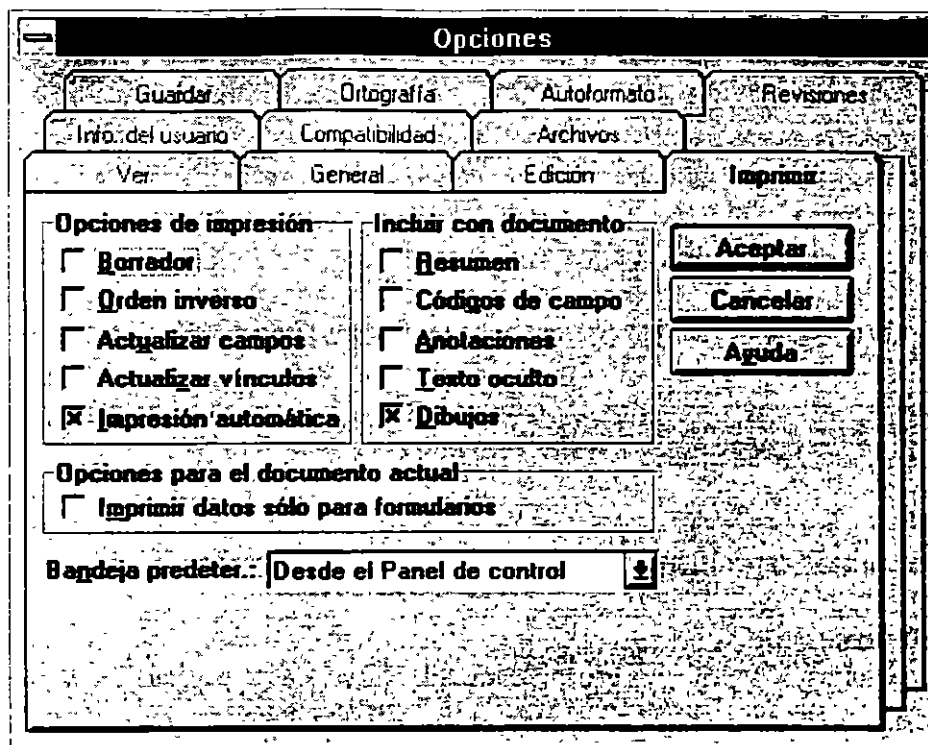 Opciones
Guardar Ortografía Autoformato Revisiones
Info. del usuario Compatibilidad Archivos
Ver General Edición Imprimir
Opciones de impresión
Borrador
Orden inverso
Actualizar campos
Actualizar vínculos
Impresión automática
Incluir con documento
Resumen
Códigos de campo
Anotaciones
Texto oculto
Dibujos
Aceptar
Cancelar
Ayuda
Opciones para el documento actual
Imprimir datos sólo para formularios
Bandeja predeter.: Desde el Panel de control